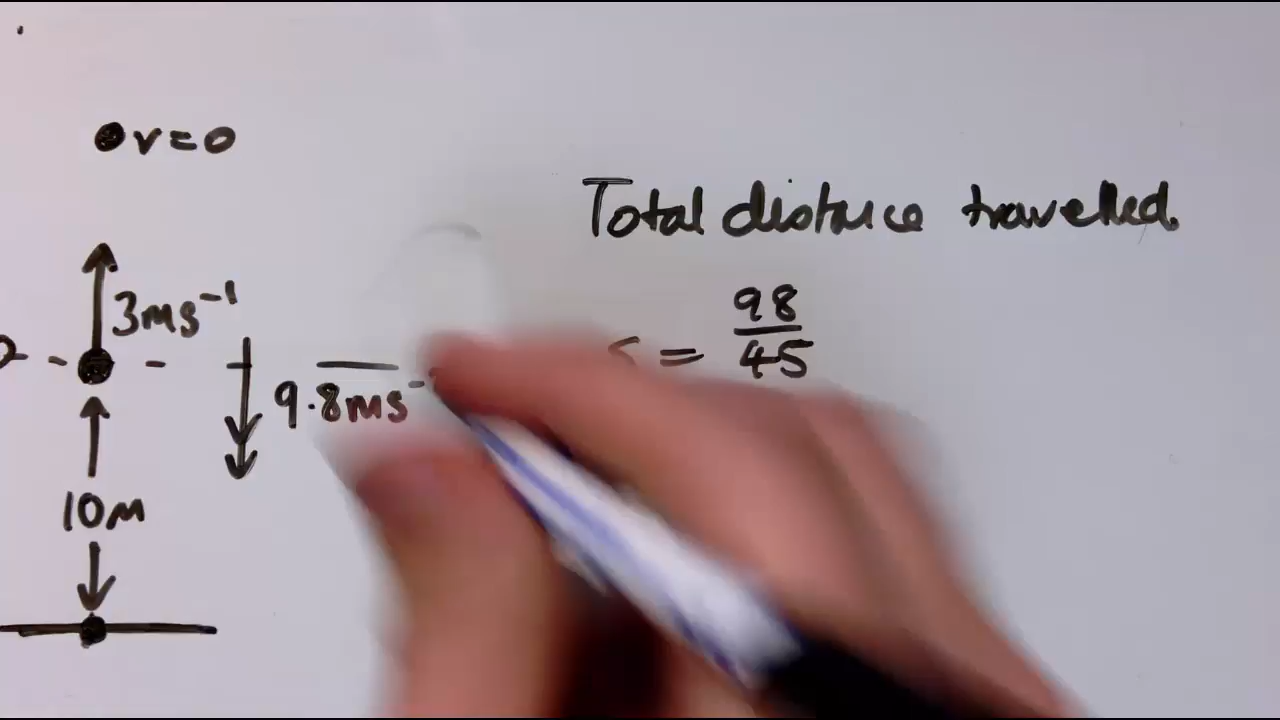 v=0
Total distance travelled.
3ms⁻¹
= 98/45
9.8ms⁻
10m